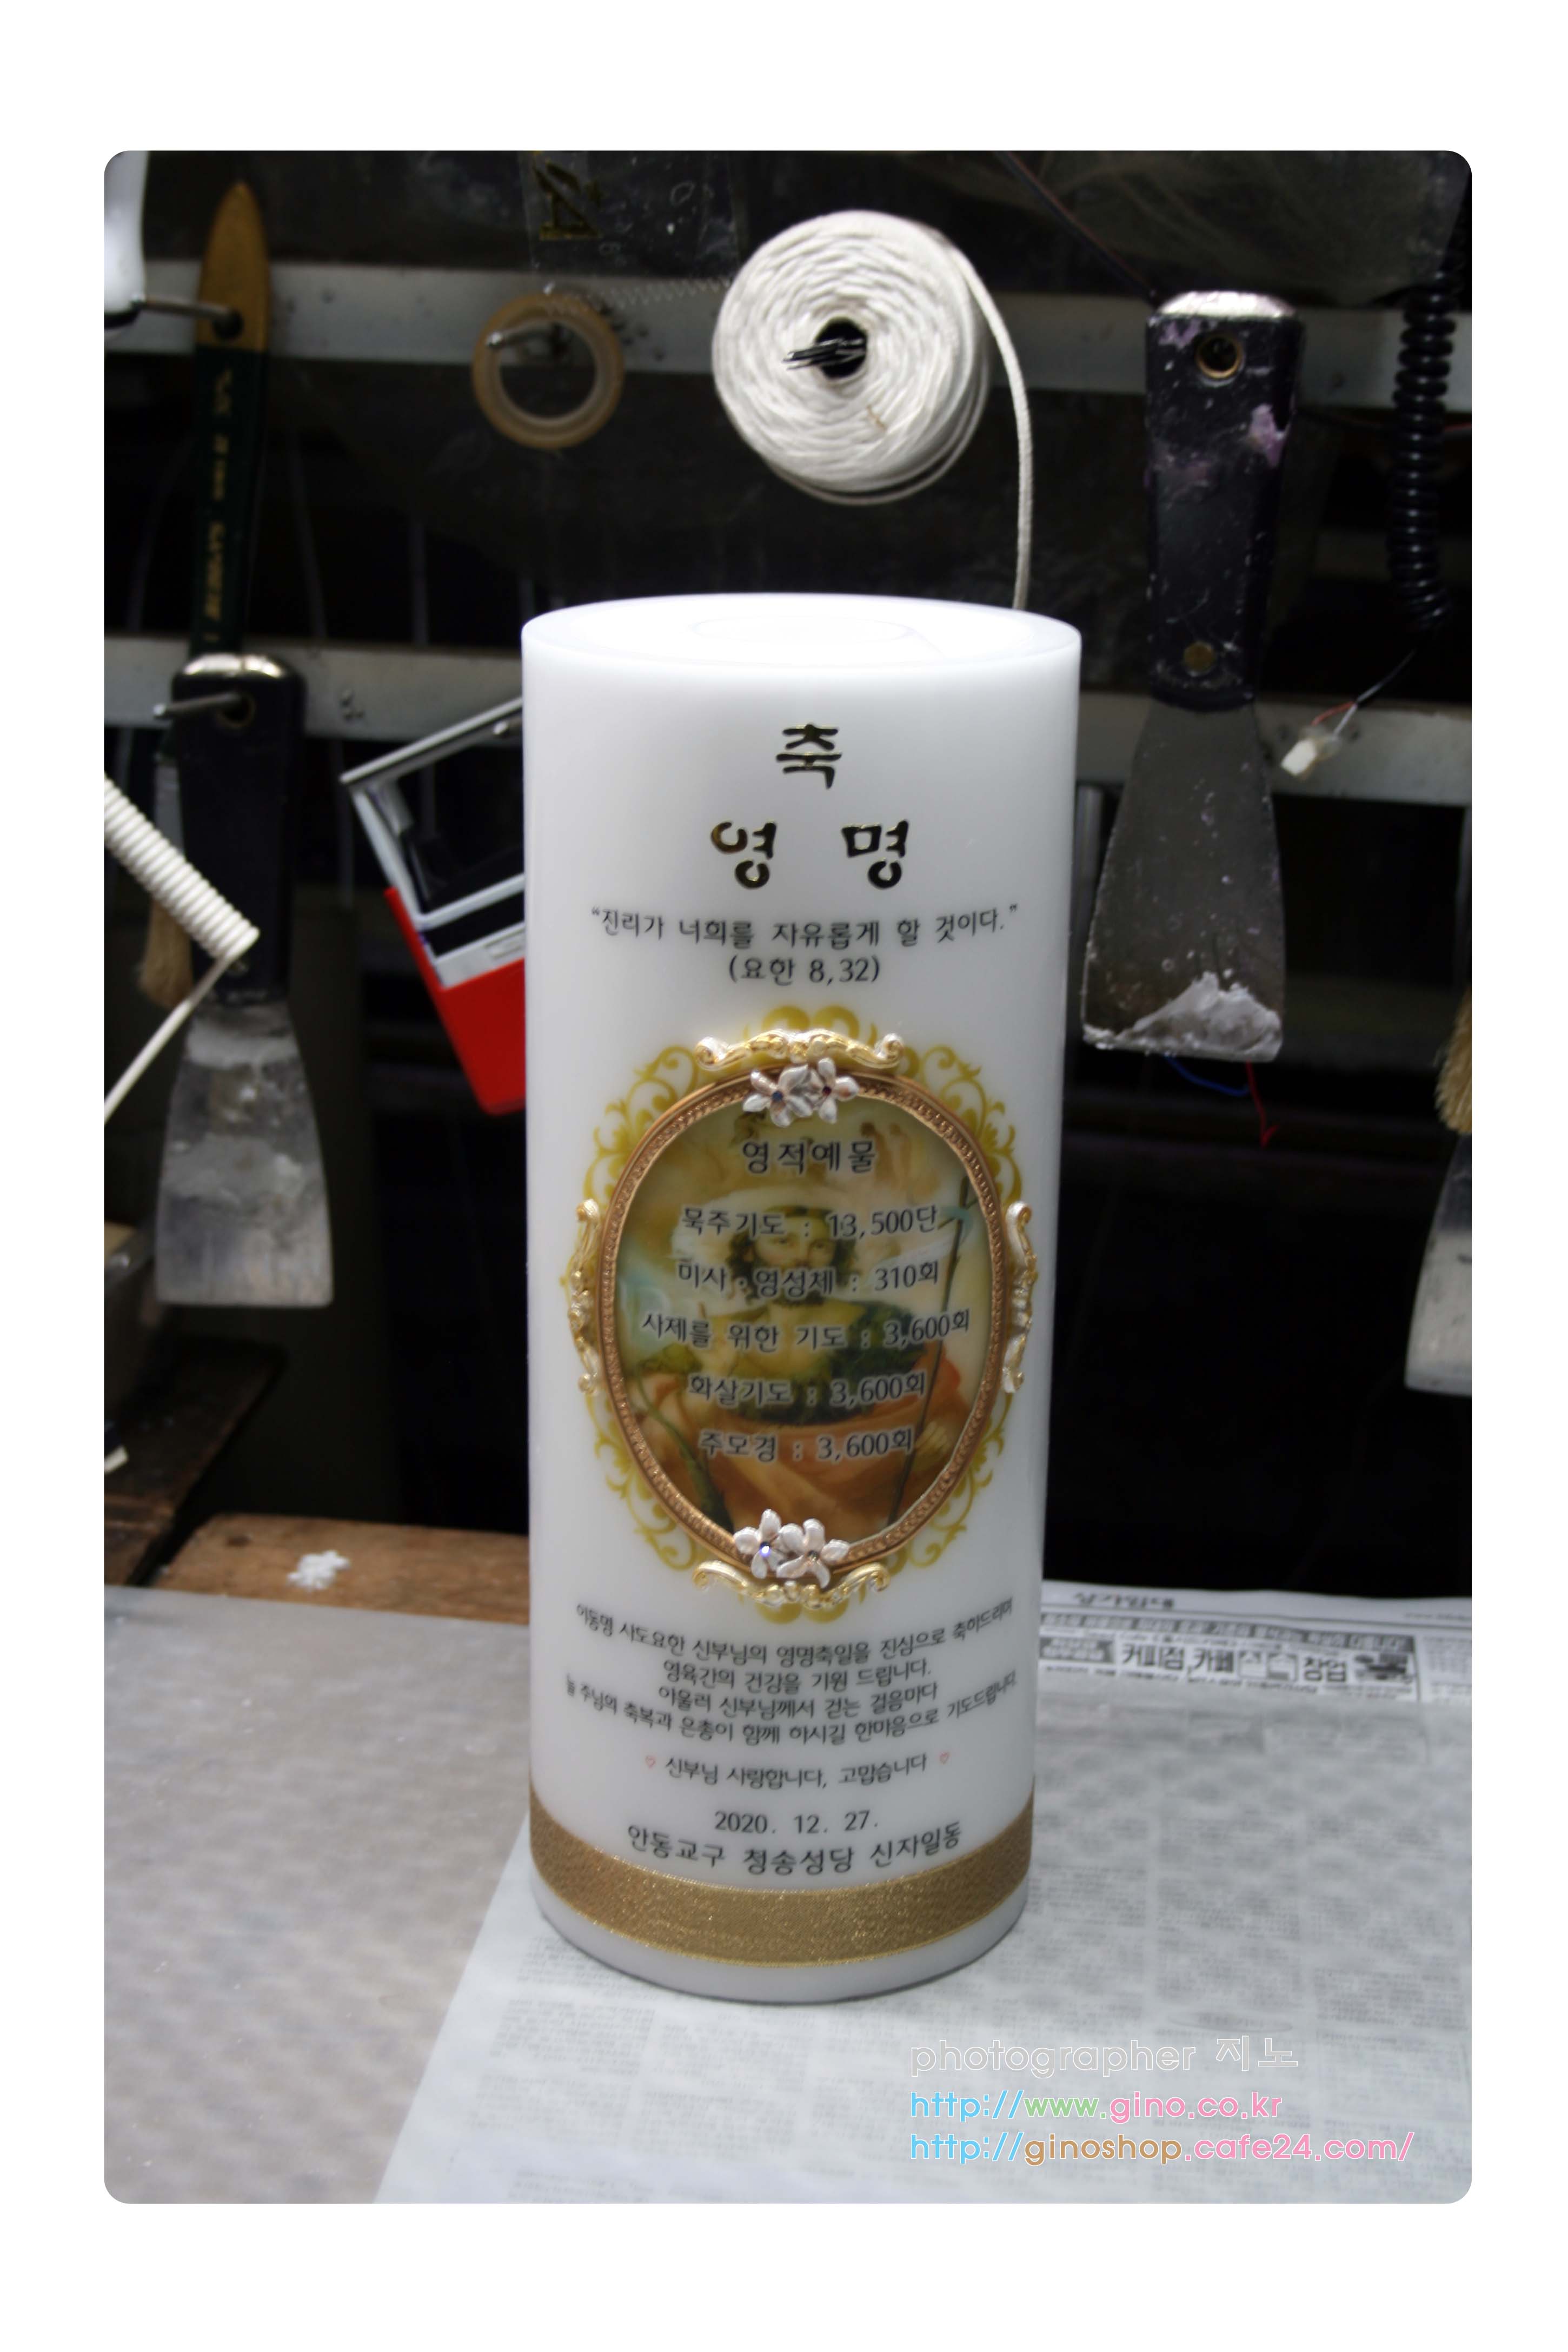 축
영 명
“진리가 너희를 자유롭게 할 것이다.”
(요한 8,32)
영적예물
묵주기도 : 13,500단
미사·영성체 : 310회
사제를 위한 기도 : 3,600회
화살기도 : 3,600회
주모경 : 3,600회
이동명 사도요한 신부님의 영명축일을 진심으로 축하드리며
영육간의 건강을 기원 드립니다.
아울러 신부님께서 걷는 걸음마다
늘 주님의 축복과 은총이 함께 하시길 한마음으로 기도드립니다.
♡ 신부님 사랑합니다, 고맙습니다 ♡
2020. 12. 27.
안동교구 청송성당 신자일동
커피점 카페 창업
photographer 지노
http://www.gino.co.kr
http://ginoshop.cafe24.com/